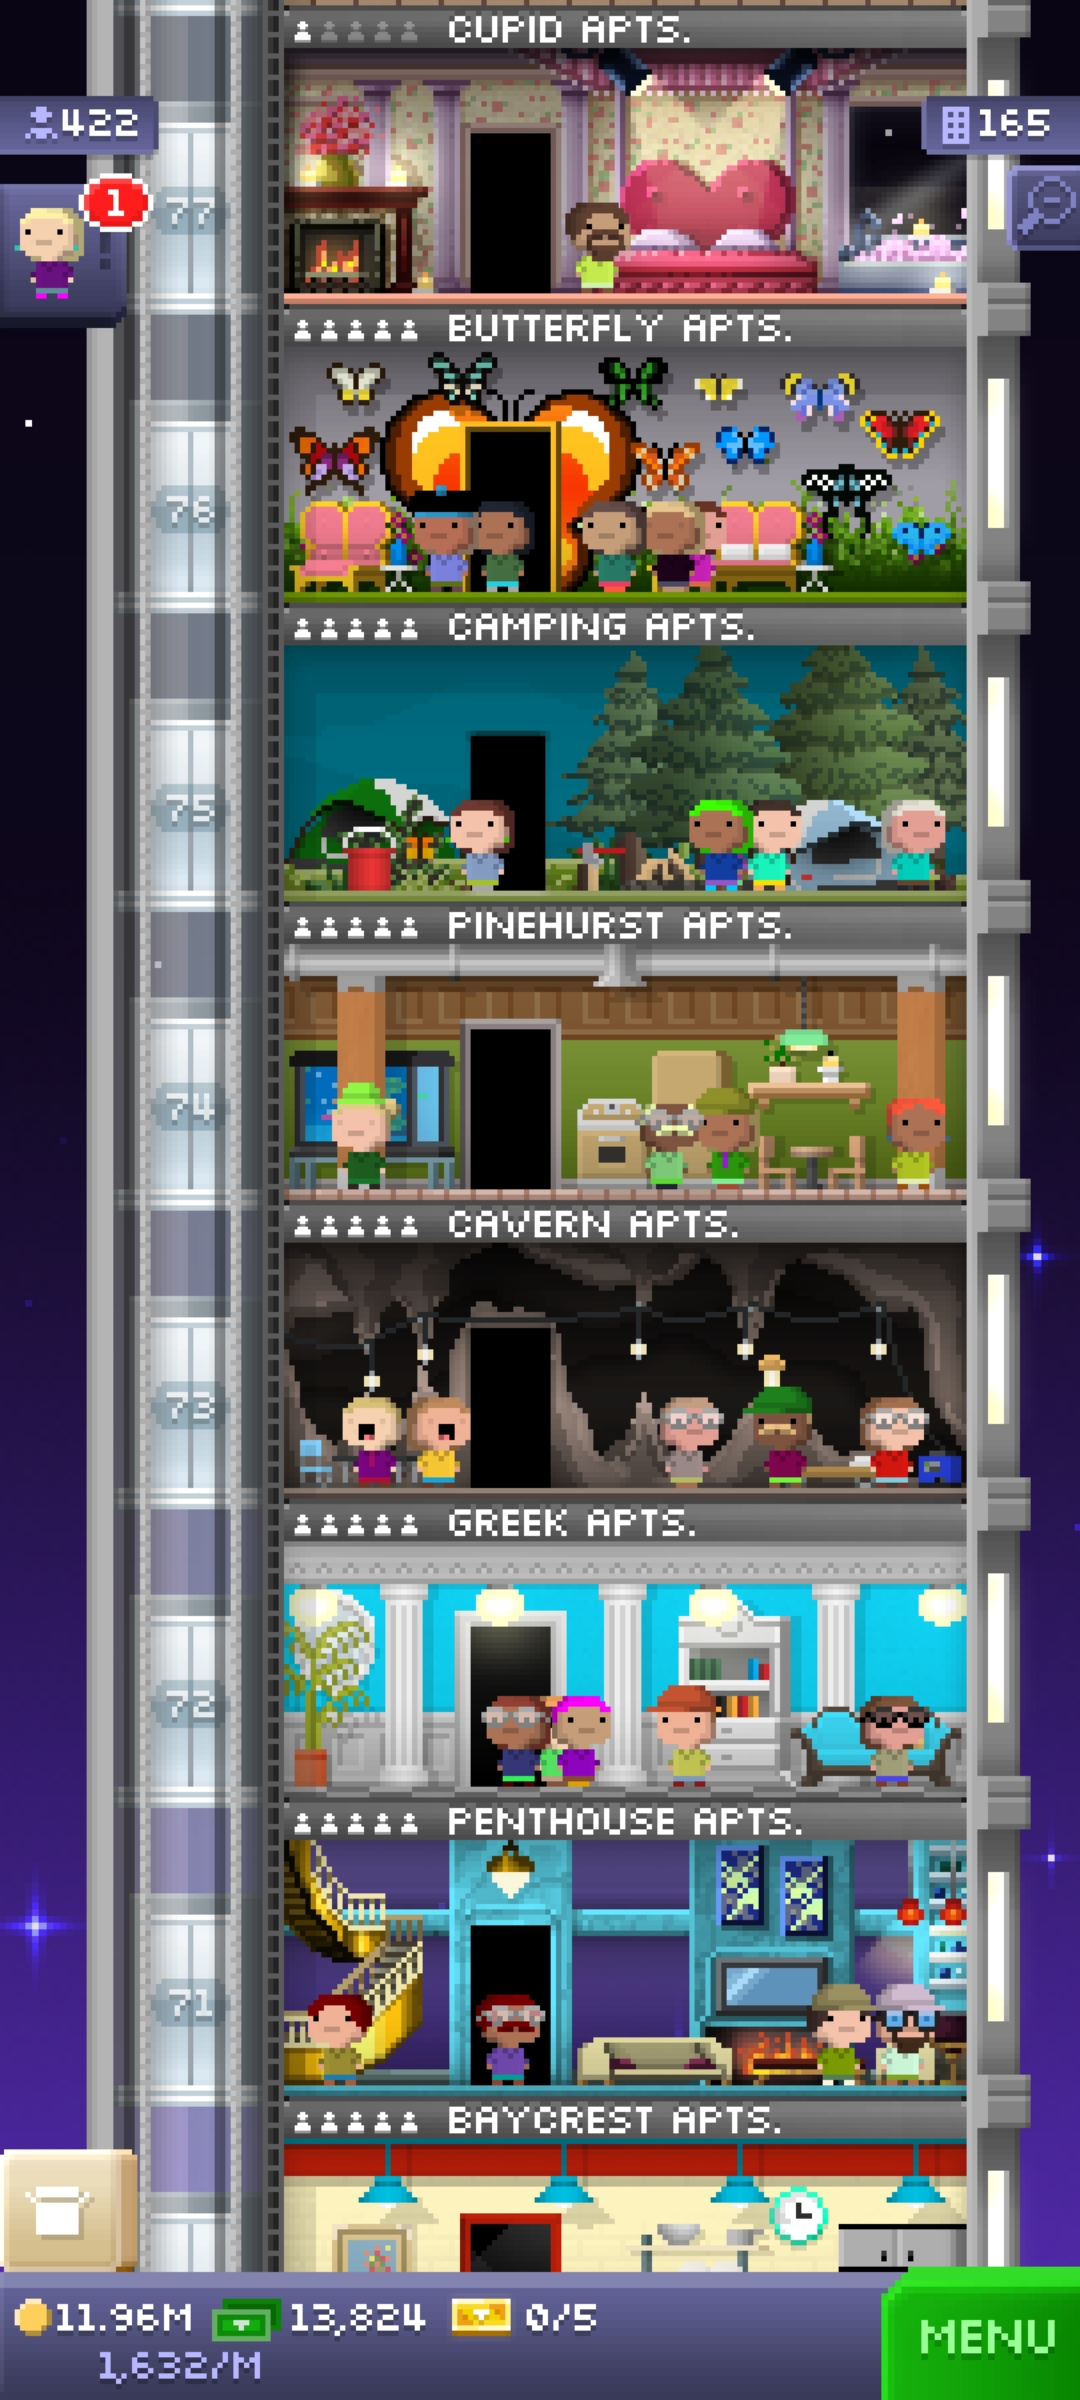 CUPID APTS.
422
165
1
77
BUTTERFLY APTS.
76
CAMPING APTS.
75
PINEHURST APTS.
74
CAVERN APTS.
73
GREEK APTS.
72
PENTHOUSE APTS.
71
BAYCREST APTS.
11.96M 13,824 0/5
1,632/M
MENU